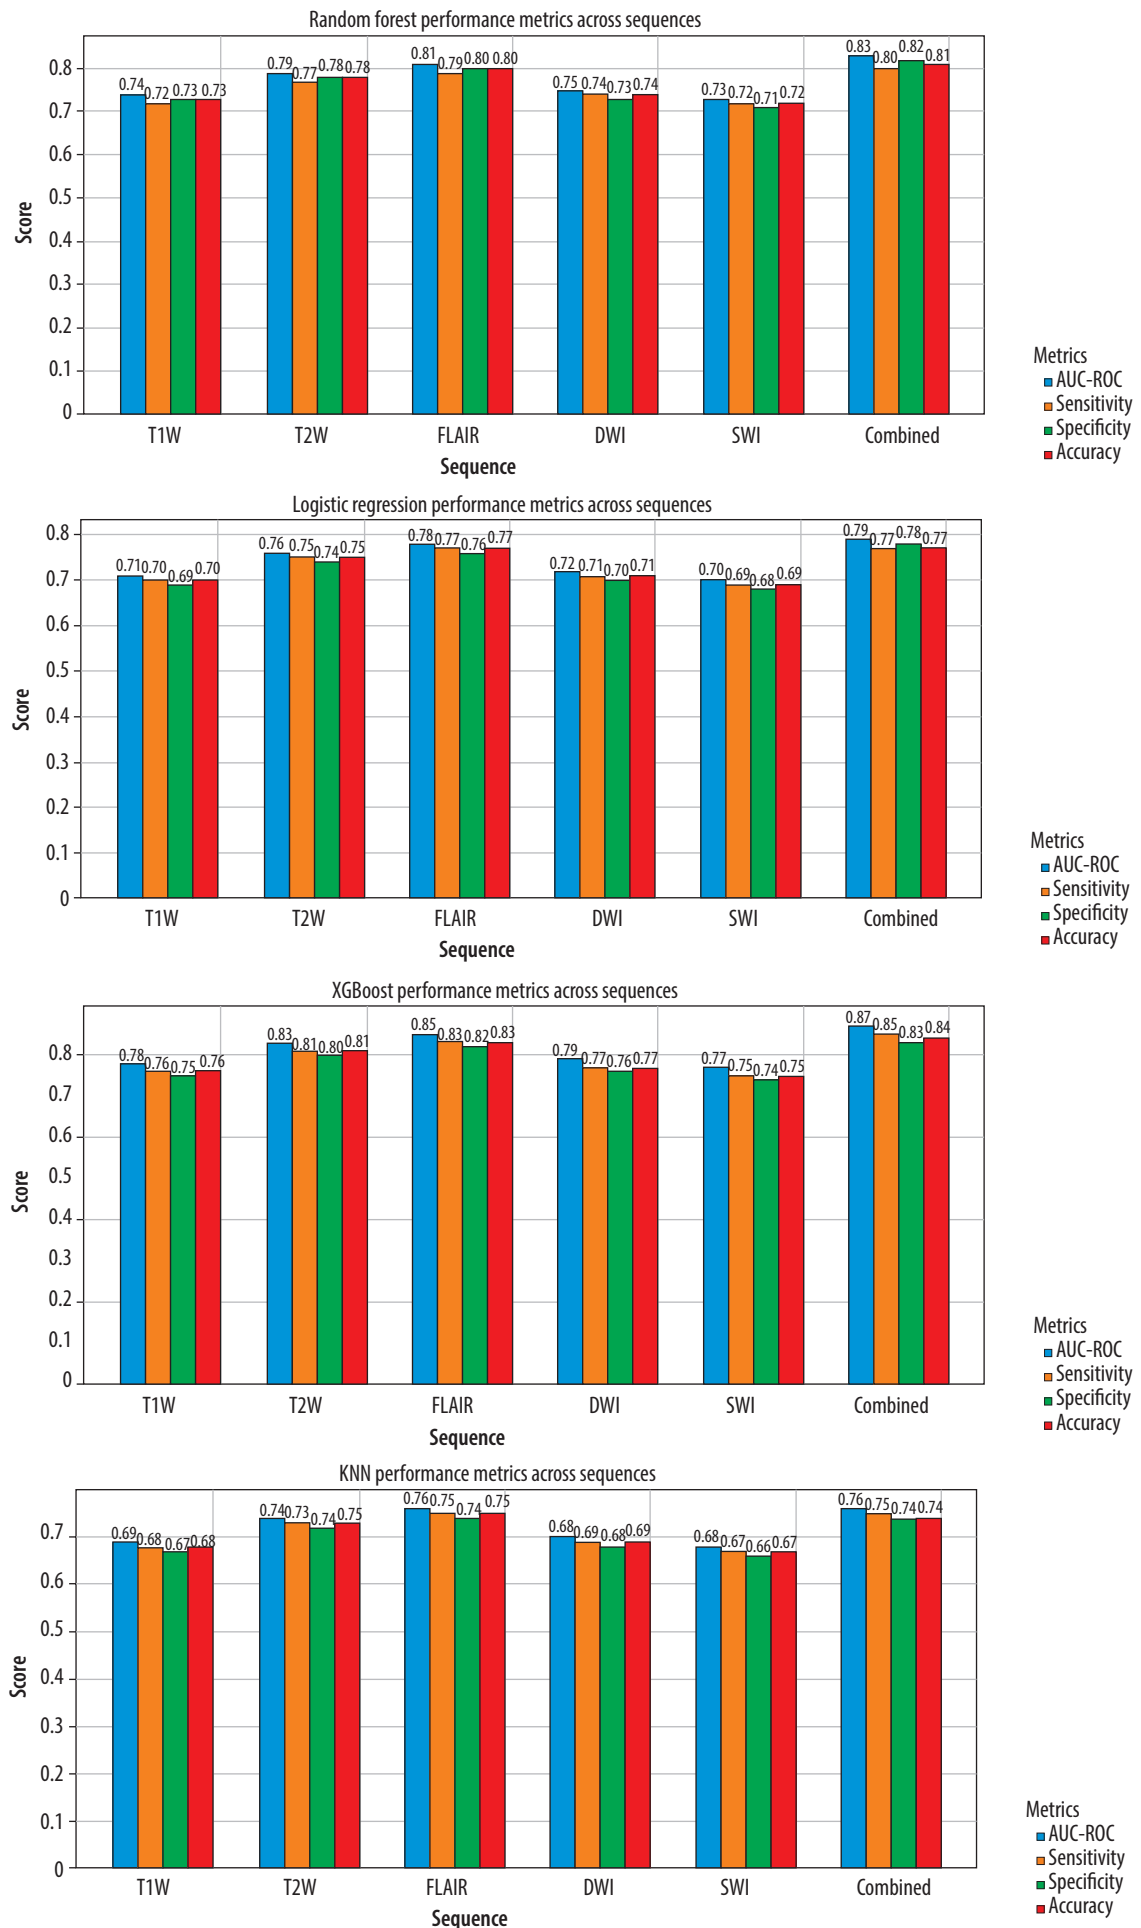 Random forest performance metrics across sequences
0.74 0.72 0.73 0.73 0.79 0.77 0.78 0.78 0.81 0.79 0.80 0.80 0.75 0.74 0.73 0.74 0.73 0.72 0.71 0.72 0.83 0.80 0.82 0.81
0.8
0.7
0.6
0.5
0.4
0.3
0.2
0.1
0
Score
T1W T2W FLAIR DWI SWI Combined
Sequence
Metrics
AUC-ROC
Sensitivity
Specificity
Accuracy
Logistic regression performance metrics across sequences
0.71 0.70 0.69 0.70 0.76 0.75 0.74 0.75 0.78 0.77 0.76 0.77 0.72 0.71 0.70 0.71 0.70 0.69 0.68 0.69 0.79 0.77 0.78 0.77
0.8
0.7
0.6
0.5
0.4
0.3
0.2
0.1
0
Score
T1W T2W FLAIR DWI SWI Combined
Sequence
Metrics
AUC-ROC
Sensitivity
Specificity
Accuracy
XGBoost performance metrics across sequences
0.78 0.76 0.75 0.76 0.83 0.81 0.80 0.81 0.85 0.83 0.82 0.83 0.79 0.77 0.76 0.77 0.77 0.75 0.74 0.75 0.87 0.85 0.83 0.84
0.8
0.7
0.6
0.5
0.4
0.3
0.2
0.1
0
Score
T1W T2W FLAIR DWI SWI Combined
Sequence
Metrics
AUC-ROC
Sensitivity
Specificity
Accuracy
KNN performance metrics across sequences
0.69 0.68 0.67 0.68 0.74 0.73 0.74 0.75 0.76 0.75 0.74 0.75 0.68 0.69 0.68 0.69 0.68 0.67 0.66 0.67 0.76 0.75 0.74 0.74
0.7
0.6
0.5
0.4
0.3
0.2
0.1
0
Score
T1W T2W FLAIR DWI SWI Combined
Sequence
Metrics
AUC-ROC
Sensitivity
Specificity
Accuracy